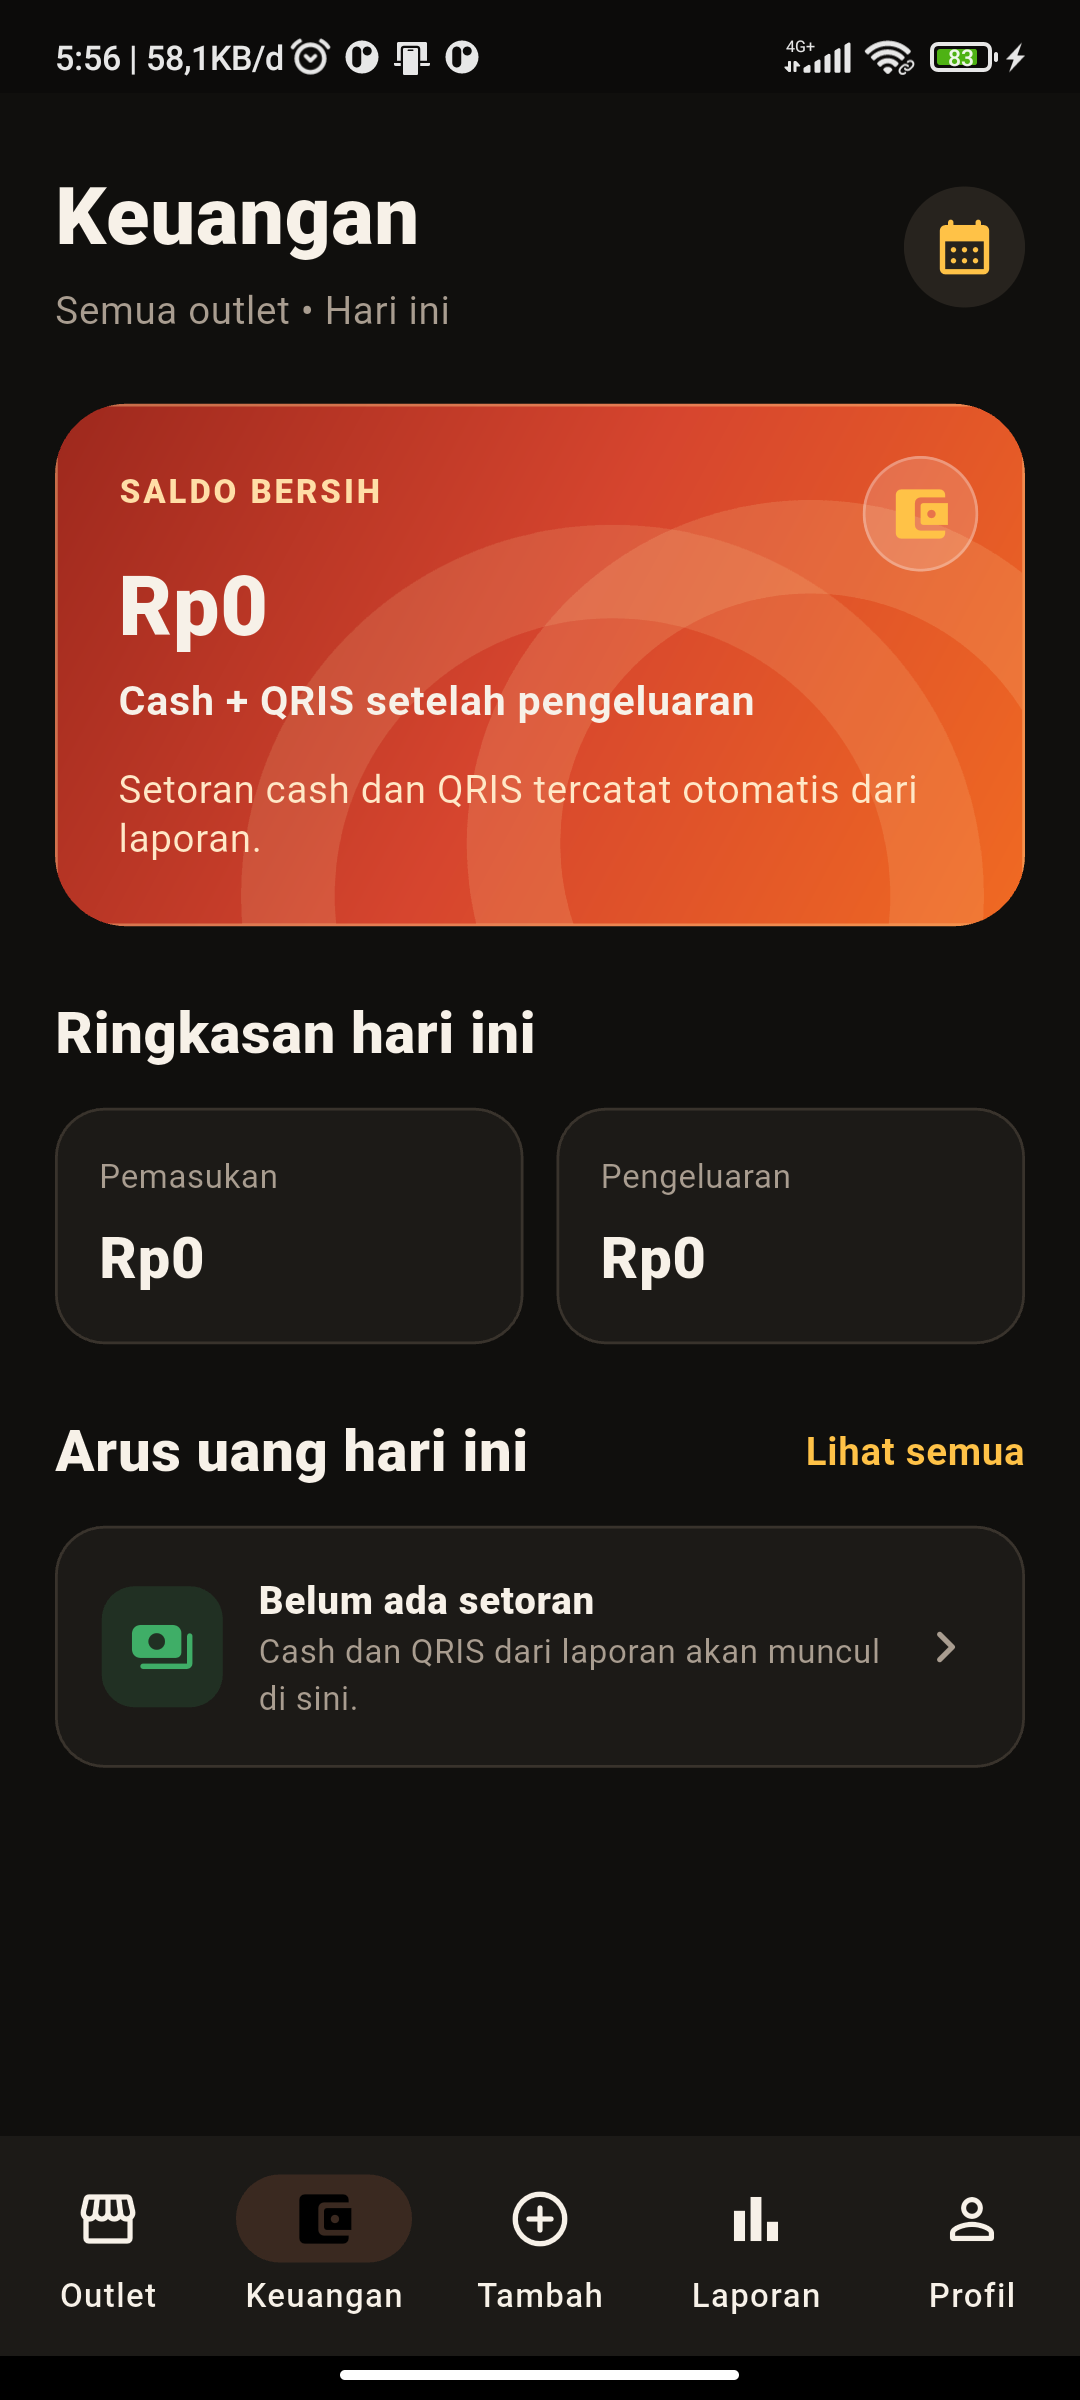 5:56 | 58,1KB/d
4G+
83
Keuangan
Semua outlet • Hari ini
SALDO BERSIH
Rp0
Cash + QRIS setelah pengeluaran
Setoran cash dan QRIS tercatat otomatis dari
laporan.
Ringkasan hari ini
Pemasukan
Rp0
Pengeluaran
Rp0
Arus uang hari ini
Lihat semua
Belum ada setoran
Cash dan QRIS dari laporan akan muncul
di sini.
Outlet
Keuangan
Tambah
Laporan
Profil